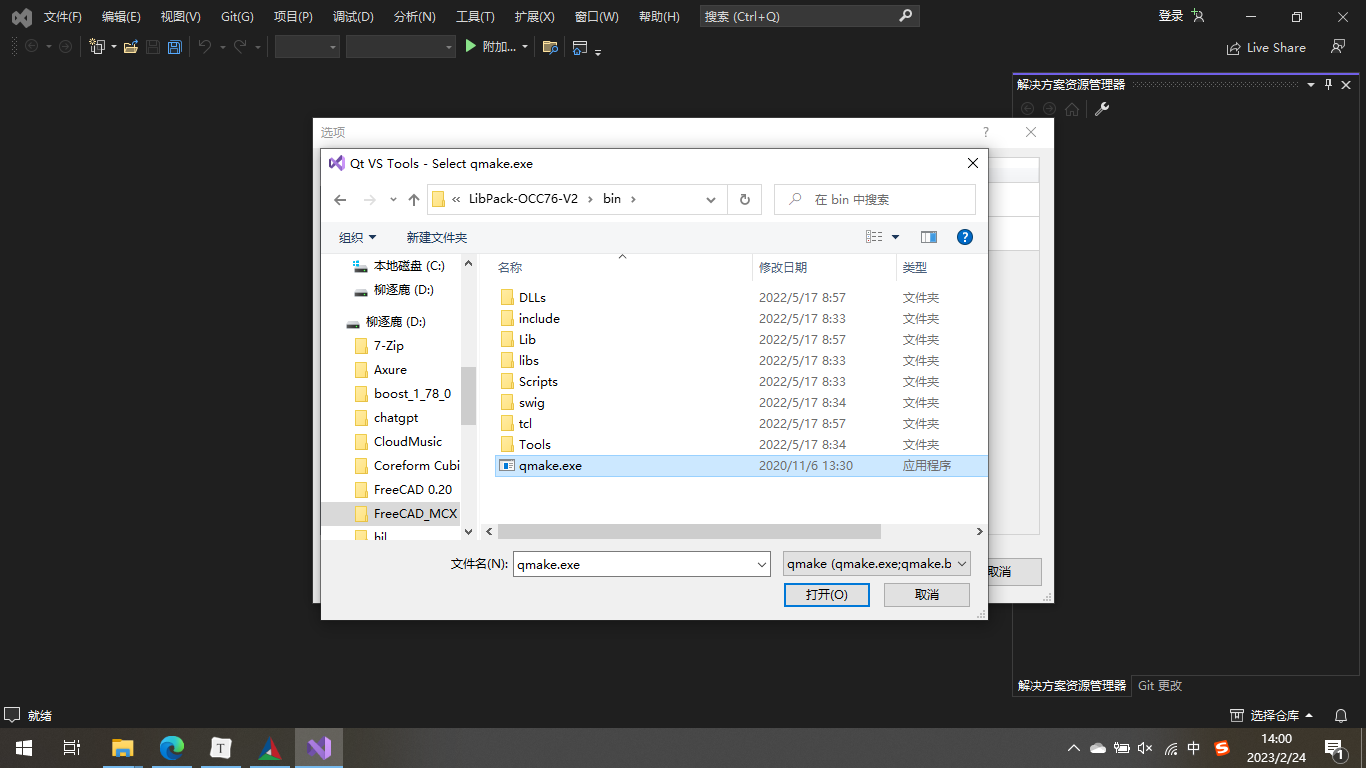 文件(F) 编辑(E) 视图(V) Git(G) 项目(P) 调试(D) 分析(N) 工具(T) 扩展(X) 窗口(W) 帮助(H) 搜索 (Ctrl+Q) 登录
附加... Live Share
解决方案资源管理器
选项 ?
Qt VS Tools - Select qmake.exe
« LibPack-OCC76-V2 › bin › 在 bin 中搜索
组织 新建文件夹
名称 修改日期 类型
本地磁盘 (C:)
柳逐鹿 (D:)
柳逐鹿 (D:)
7-Zip
Axure
boost_1_78_0
chatgpt
CloudMusic
Coreform Cubi
FreeCAD 0.20
FreeCAD_MCX
hil
DLLs 2022/5/17 8:57 文件夹
include 2022/5/17 8:33 文件夹
Lib 2022/5/17 8:57 文件夹
libs 2022/5/17 8:33 文件夹
Scripts 2022/5/17 8:33 文件夹
swig 2022/5/17 8:34 文件夹
tcl 2022/5/17 8:57 文件夹
Tools 2022/5/17 8:34 文件夹
qmake.exe 2020/11/6 13:30 应用程序
文件名(N): qmake.exe qmake (qmake.exe;qmake.b
打开(O) 取消
取消
解决方案资源管理器 Git 更改
就绪 选择仓库
T 中 S 14:00
2023/2/24 1